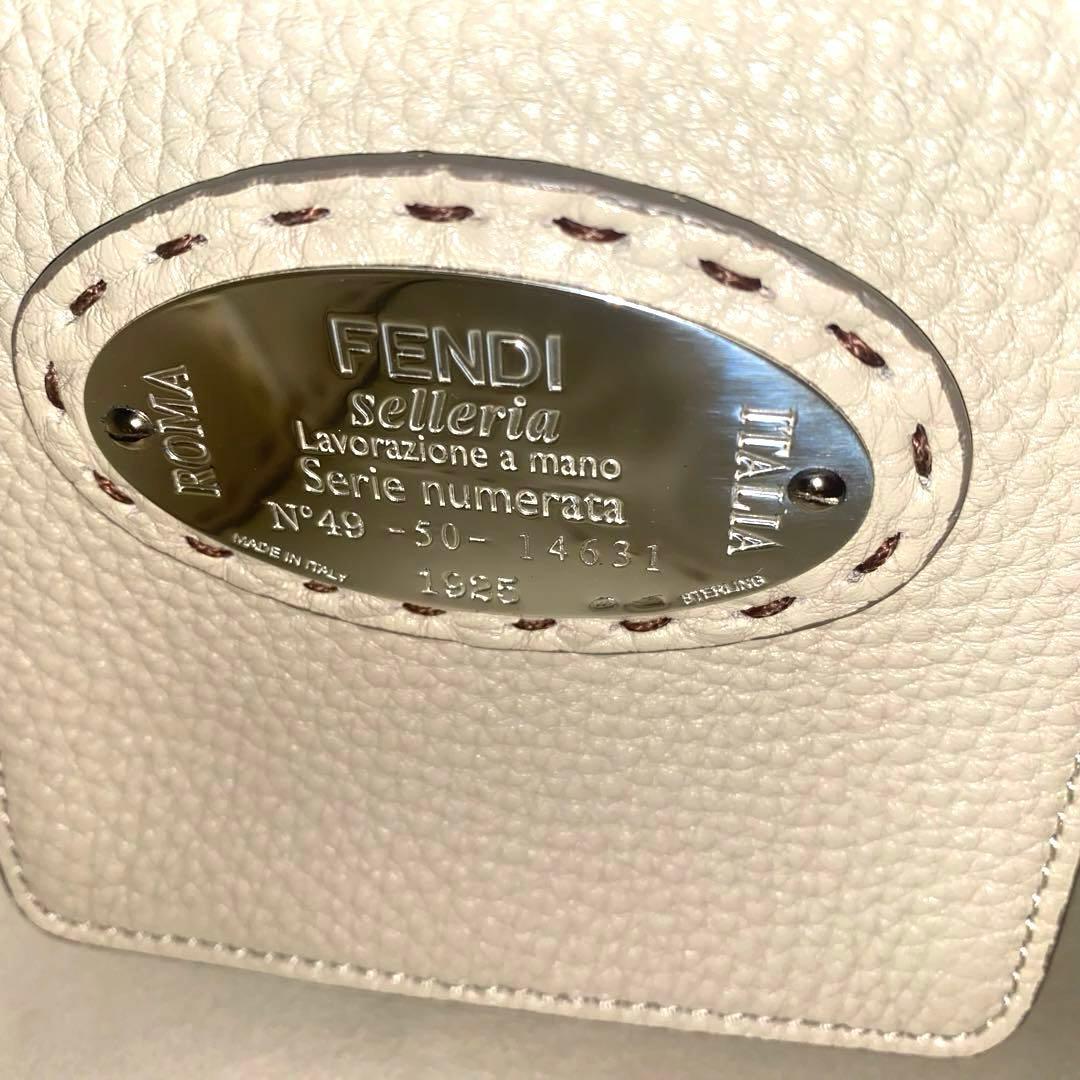 FENDI
selleria
Lavorazione a mano
Serie numerata
N°49 -50- 14631
1925
ROMA
ITALIA
MADE IN ITALY
STERLING